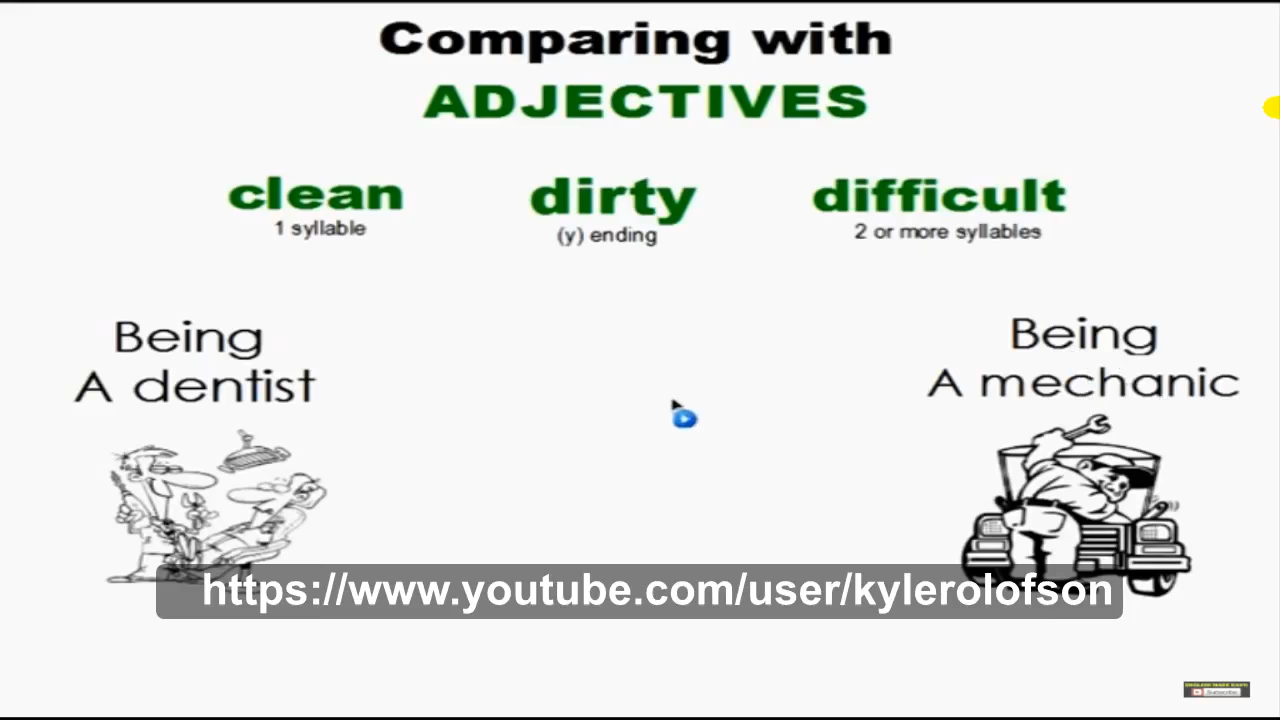 Comparing with
ADJECTIVES
clean
1 syllable
dirty
(y) ending
difficult
2 or more syllables
Being
A dentist
Being
A mechanic
https://www.youtube.com/user/kylerolofson
Subscribe